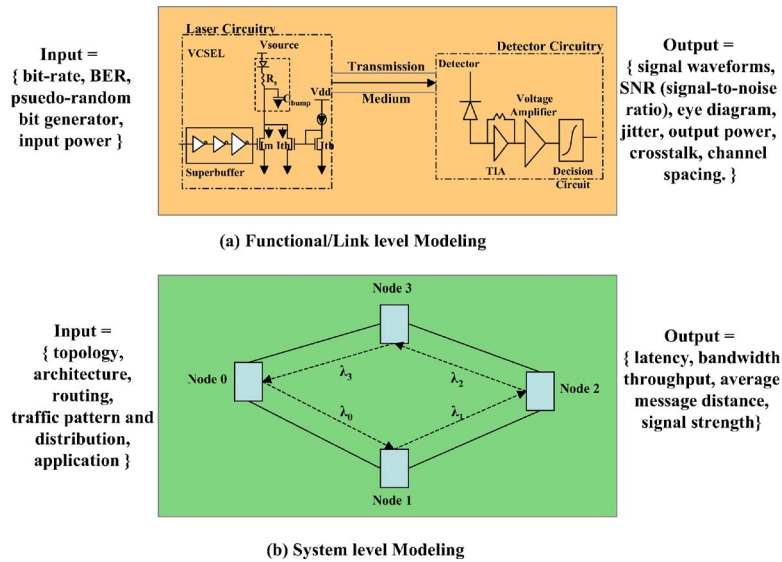 Input =
{ bit-rate, BER,
psuedo-random
bit generator,
input power }
Laser Circuitry
VCSEL
Vsource
Rs
Cbump
Vdd
Im
Ith
Ith
Superbuffer
Transmission
Medium
Detector Circuitry
Detector
Voltage
Amplifier
TIA
Decision
Circuit
Output =
{ signal waveforms,
SNR (signal-to-noise
ratio), eye diagram,
jitter, output power,
crosstalk, channel
spacing. }
(a) Functional/Link level Modeling
Input =
{ topology,
architecture,
routing,
traffic pattern and
distribution,
application }
Node 3
Node 0
λ3
λ2
Node 2
λ0
λ1
Node 1
Output =
{ latency, bandwidth
throughput, average
message distance,
signal strength}
(b) System level Modeling